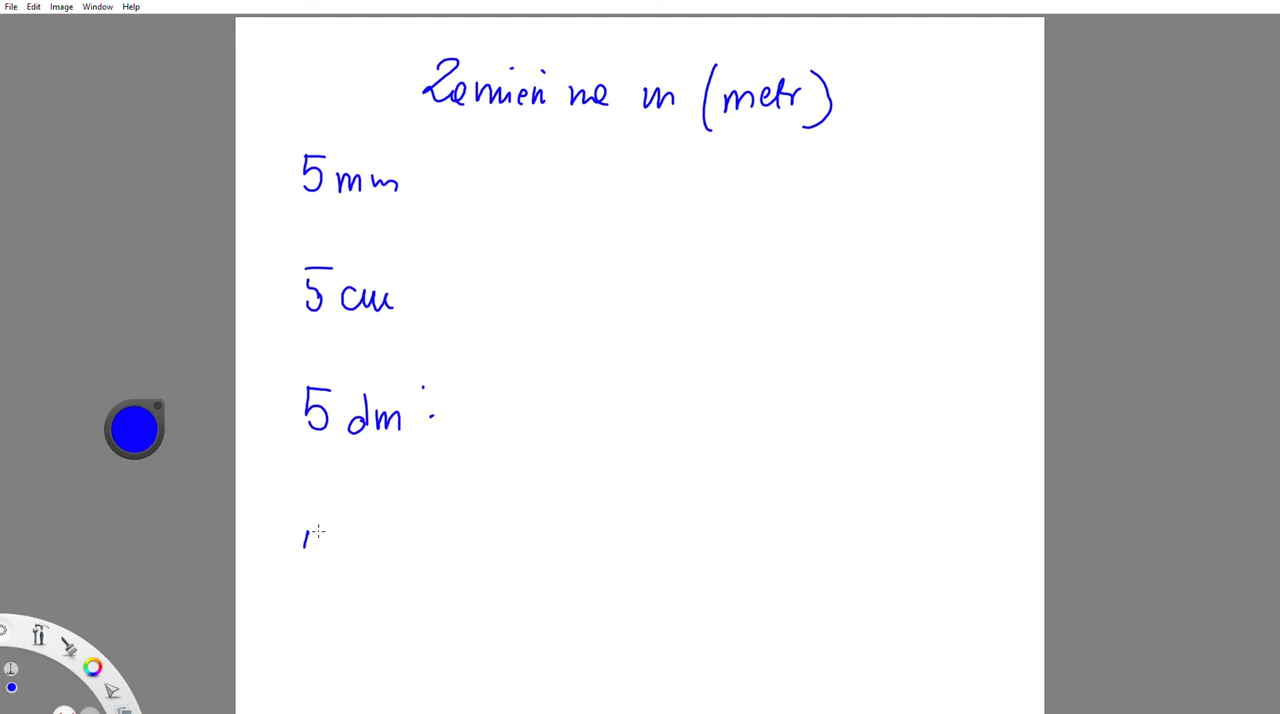 File Edit Image Window Help
Zamień na m (metr)
5 mm
5 cm
5 dm :